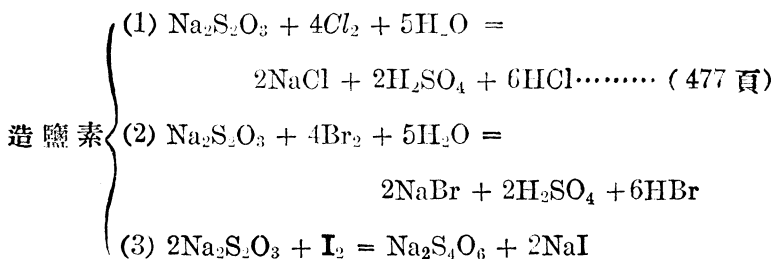 (1) Na₂S₂O₃ + 4Cl₂ + 5H₂O =
2NaCl + 2H₂SO₄ + 6HCl‧‧‧‧‧‧‧‧‧ (477 頁)
造鹽素
(2) Na₂S₂O₃ + 4Br₂ + 5H₂O =
2NaBr + 2H₂SO₄ +6HBr
(3) 2Na₂S₂O₃ + I₂ = Na₂S₄O₆ + 2NaI